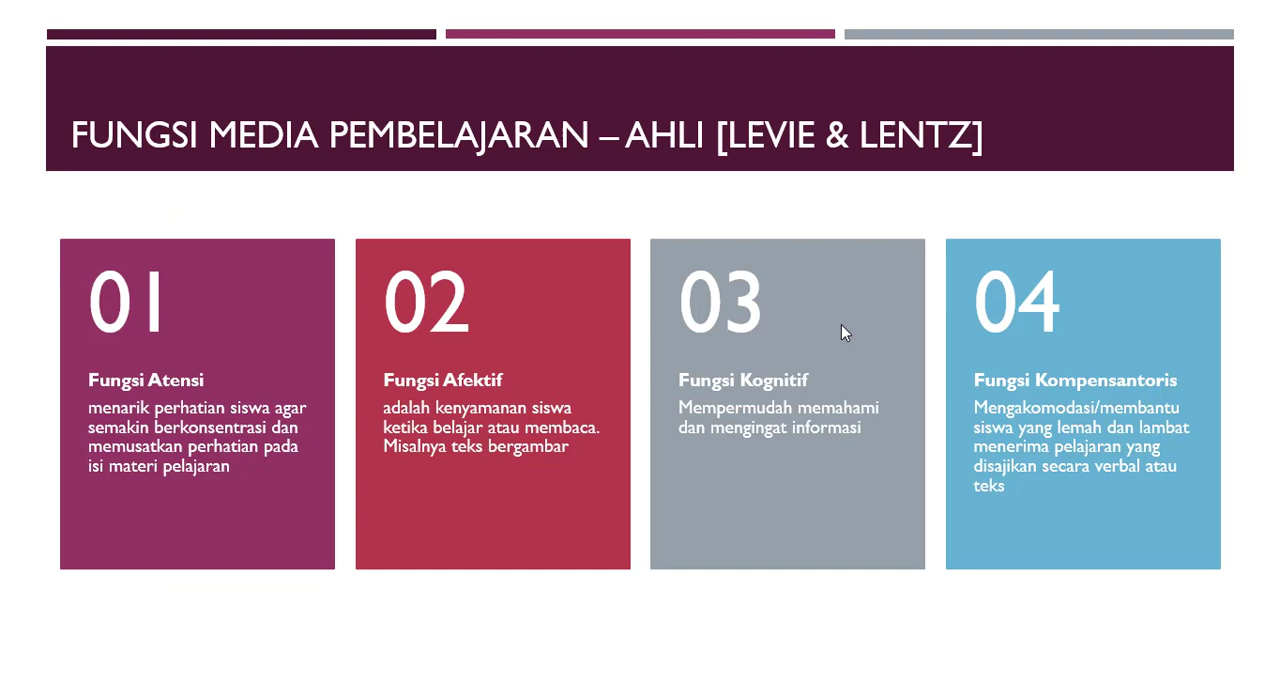 FUNGSI MEDIA PEMBELAJARAN – AHLI [LEVIE & LENTZ]
01
Fungsi Atensi
menarik perhatian siswa agar
semakin berkonsentrasi dan
memusatkan perhatian pada
isi materi pelajaran
02
Fungsi Afektif
adalah kenyamanan siswa
ketika belajar atau membaca.
Misalnya teks bergambar
03
Fungsi Kognitif
Mempermudah memahami
dan mengingat informasi
04
Fungsi Kompensantoris
Mengakomodasi/membantu
siswa yang lemah dan lambat
menerima pelajaran yang
disajikan secara verbal atau
teks